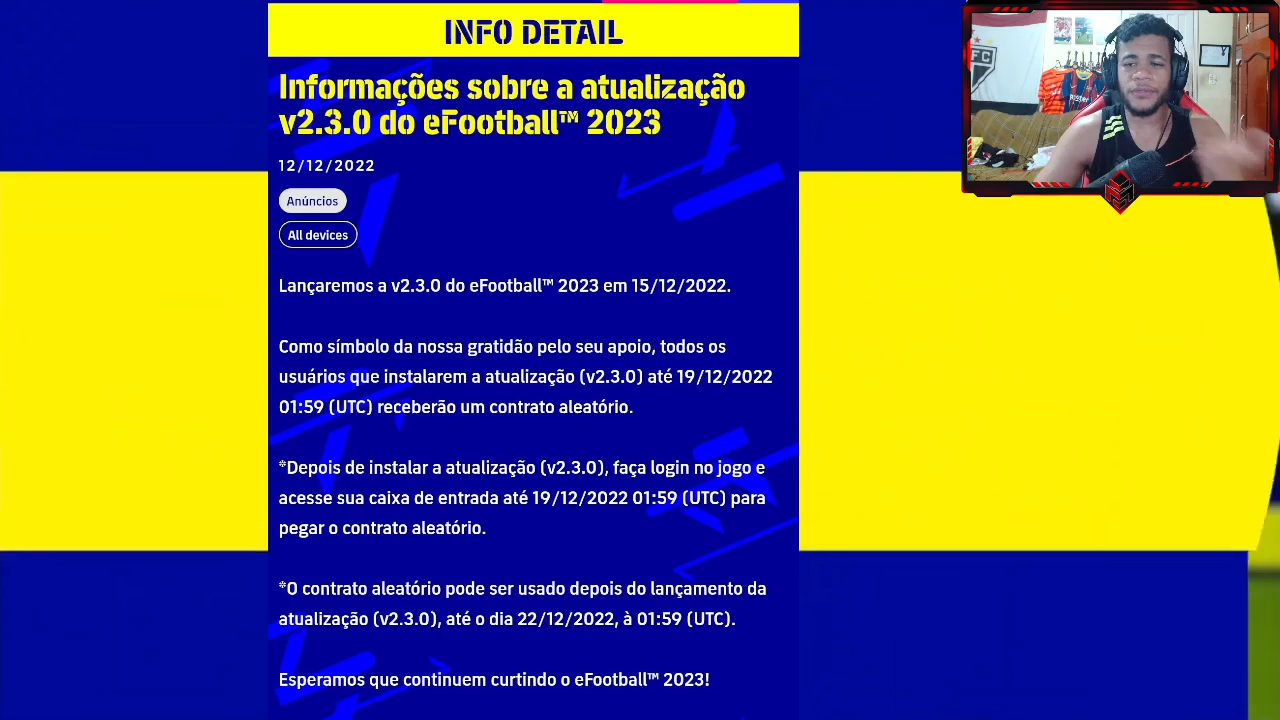 INFO DETAIL
Informações sobre a atualização
v2.3.0 do eFootball™ 2023
12/12/2022
Anúncios
All devices
Lançaremos a v2.3.0 do eFootball™ 2023 em 15/12/2022.
Como símbolo da nossa gratidão pelo seu apoio, todos os
usuários que instalarem a atualização (v2.3.0) até 19/12/2022
01:59 (UTC) receberão um contrato aleatório.
*Depois de instalar a atualização (v2.3.0), faça login no jogo e
acesse sua caixa de entrada até 19/12/2022 01:59 (UTC) para
pegar o contrato aleatório.
*O contrato aleatório pode ser usado depois do lançamento da
atualização (v2.3.0), até o dia 22/12/2022, à 01:59 (UTC).
Esperamos que continuem curtindo o eFootball™ 2023!
FC